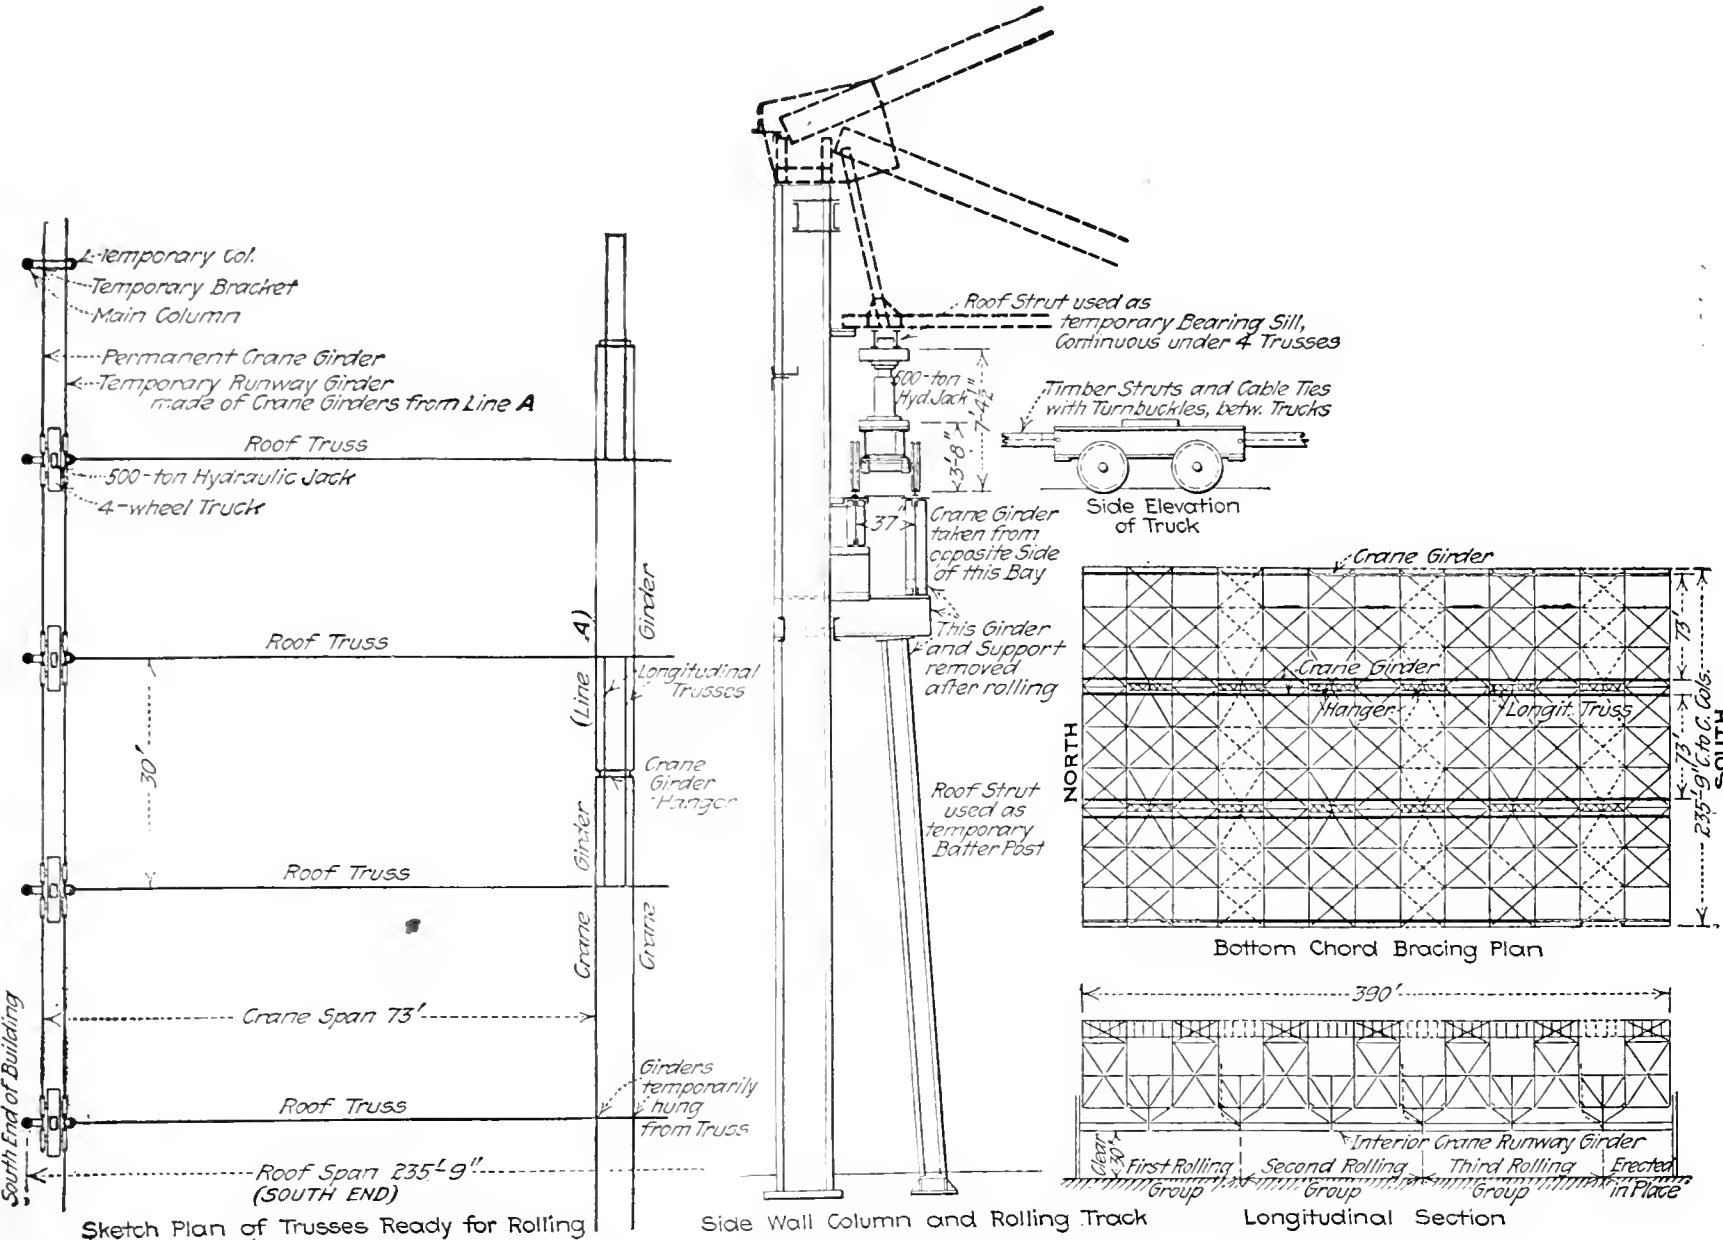 Temporary Col.
Temporary Bracket
Main Column
Permanent Crane Girder
Temporary Runway Girder
made of Crane Girders from Line A
Roof Truss
500-ton Hydraulic Jack
4-wheel Truck
Roof Truss
30'
Roof Truss
Crane Span 73'
Roof Truss
South End of Building
Roof Span 235'-9"
(SOUTH END)
Crane Girder (Line A)
Crane Girder
Longitudinal
Trusses
Crane
Girder
Hanger
Girders
temporarily
hung
from Truss
Sketch Plan of Trusses Ready for Rolling
Roof Strut used as
temporary Bearing Sill,
Continuous under 4 Trusses
500-ton
Hyd. Jack
7'-4½"
3'-8"
37"
Crane Girder
taken from
opposite Side
of this Bay
This Girder
and Support
removed
after rolling
Roof Strut
used as
temporary
Batter Post
Side Wall Column and Rolling Track
Timber Struts and Cable Ties
with Turnbuckles, betw. Trucks
Side Elevation
of Truck
Crane Girder
73'
Crane Girder
Hanger
Longit. Truss
73'
235'-9" C. to C. Cols.
NORTH
SOUTH
Bottom Chord Bracing Plan
390'
Interior Crane Runway Girder
Clear
30'
First Rolling
Group
Second Rolling
Group
Third Rolling
Group
Erected
in Place
Longitudinal Section